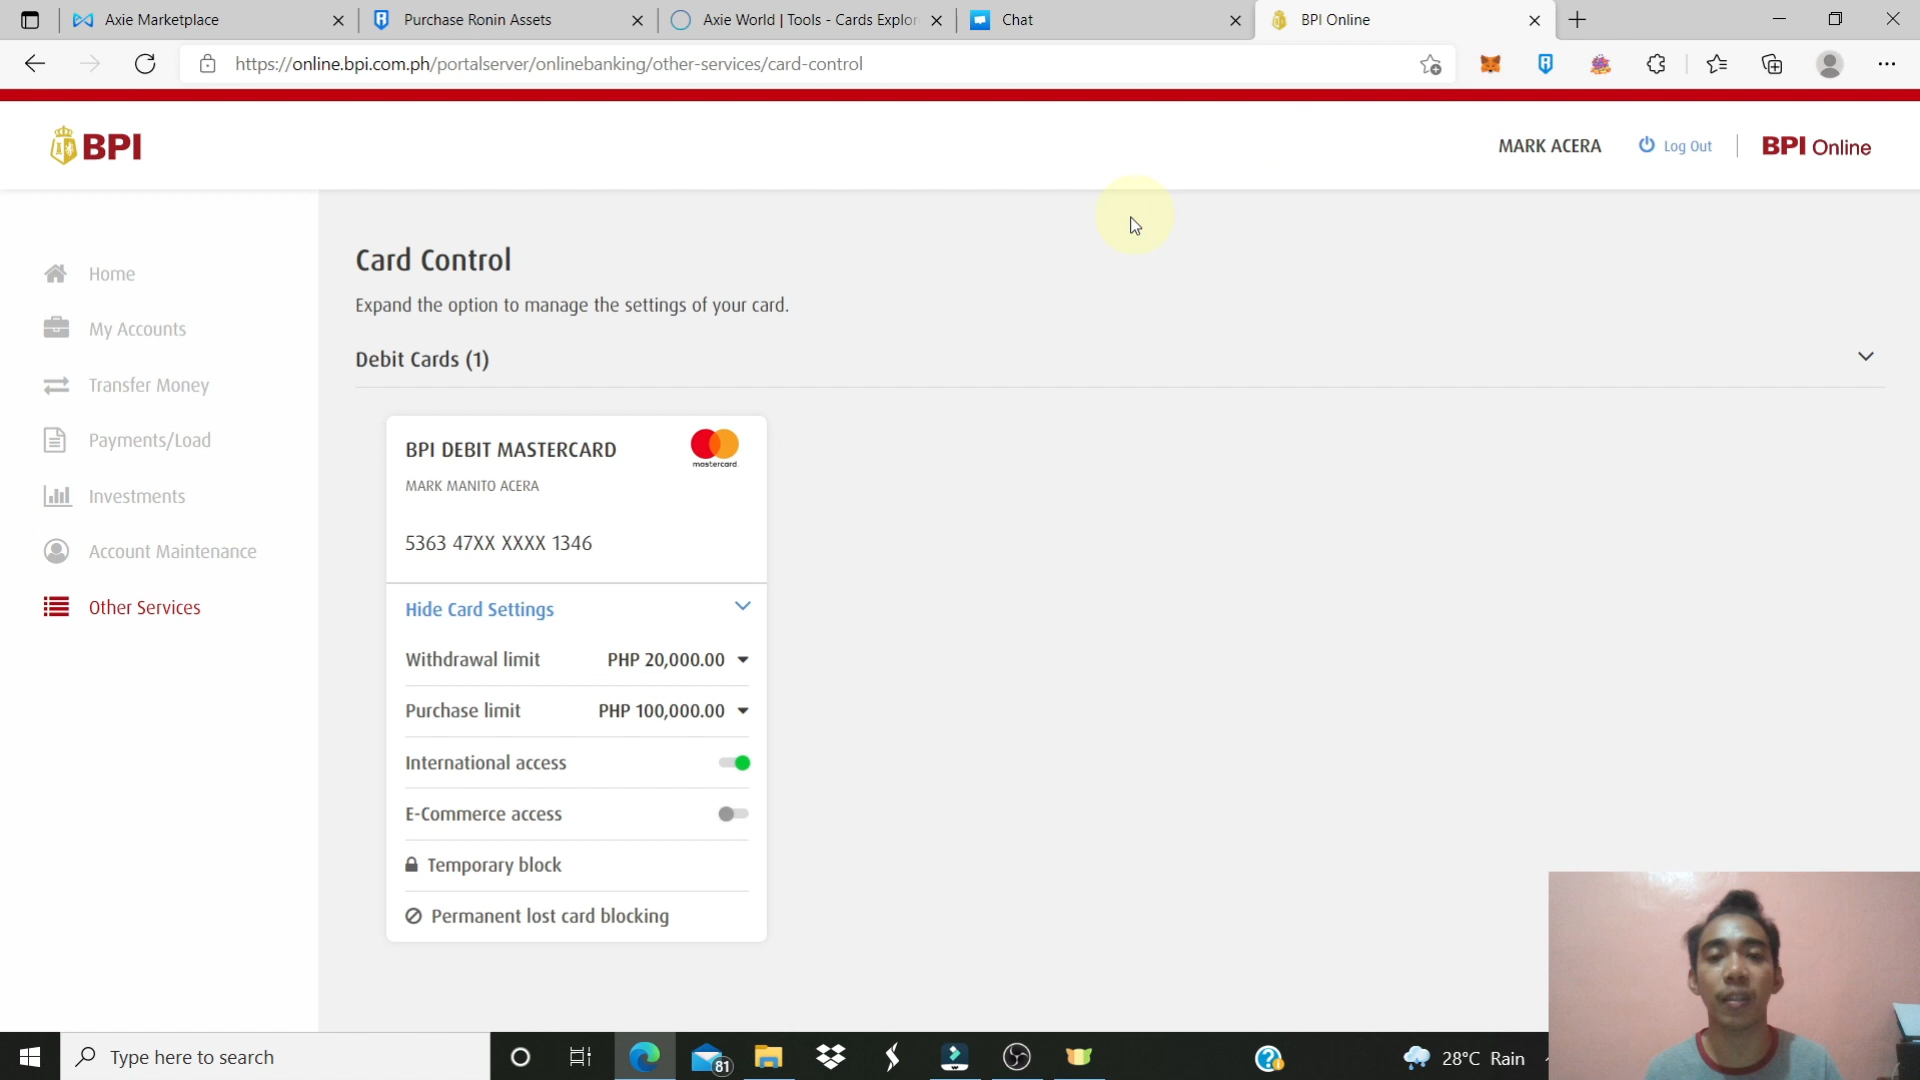 Axie Marketplace
Purchase Ronin Assets
Axie World | Tools - Cards Explor
Chat
BPI Online
https://online.bpi.com.ph/portalserver/onlinebanking/other-services/card-control
BPI
MARK ACERA
Log Out
BPI Online
Home
My Accounts
Transfer Money
Payments/Load
Investments
Account Maintenance
Other Services
Card Control
Expand the option to manage the settings of your card.
Debit Cards (1)
BPI DEBIT MASTERCARD
mastercard.
MARK MANITO ACERA
5363 47XX XXXX 1346
Hide Card Settings
Withdrawal limit PHP 20,000.00
Purchase limit PHP 100,000.00
International access
E-Commerce access
Temporary block
Permanent lost card blocking
Type here to search
81
28°C Rain